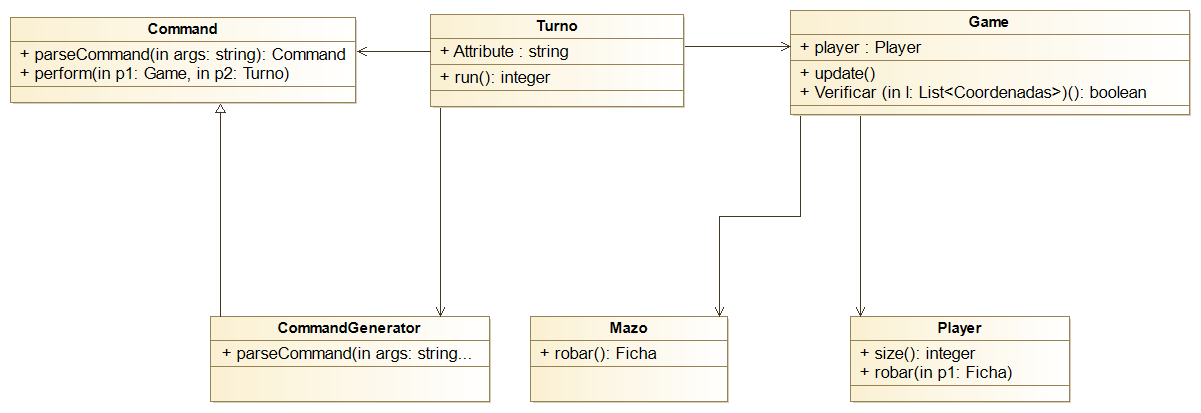 Command
+ parseCommand(in args: string): Command
+ perform(in p1: Game, in p2: Turno)
Turno
+ Attribute : string
+ run(): integer
Game
+ player : Player
+ update()
+ Verificar (in l: List<Coordenadas>)(): boolean
CommandGenerator
+ parseCommand(in args: string...
Mazo
+ robar(): Ficha
Player
+ size(): integer
+ robar(in p1: Ficha)